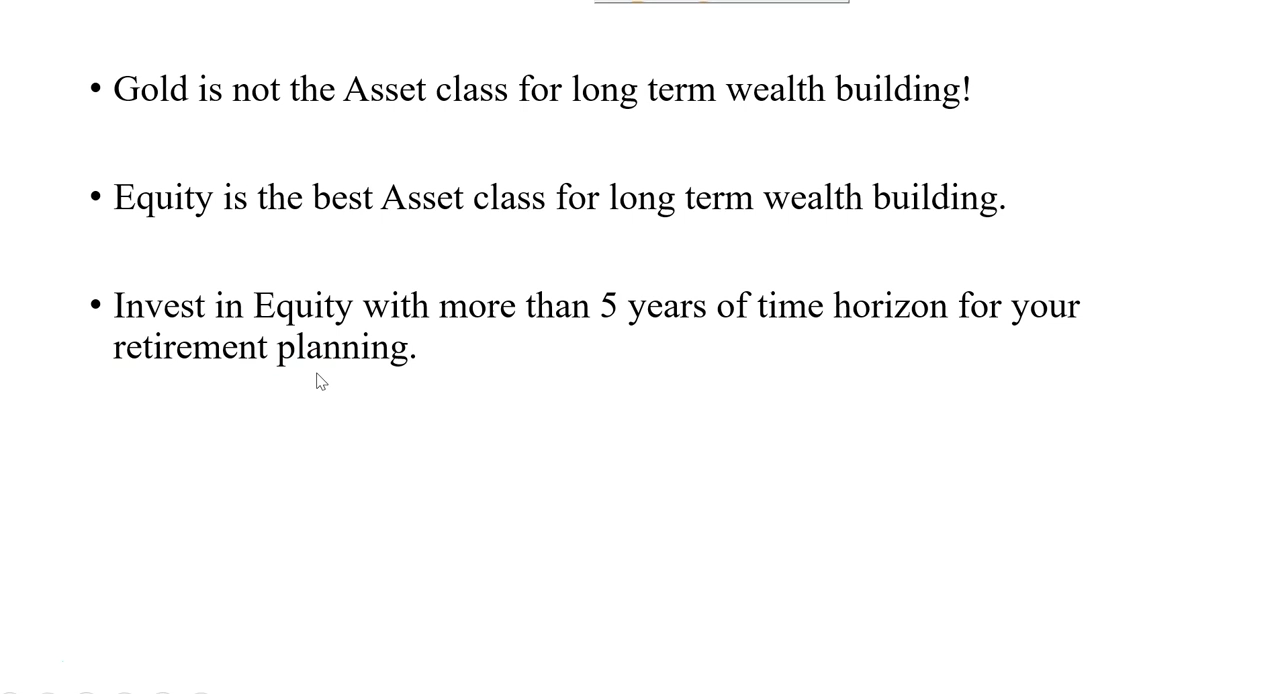 • Gold is not the Asset class for long term wealth building!
• Equity is the best Asset class for long term wealth building.
• Invest in Equity with more than 5 years of time horizon for your
retirement planning.